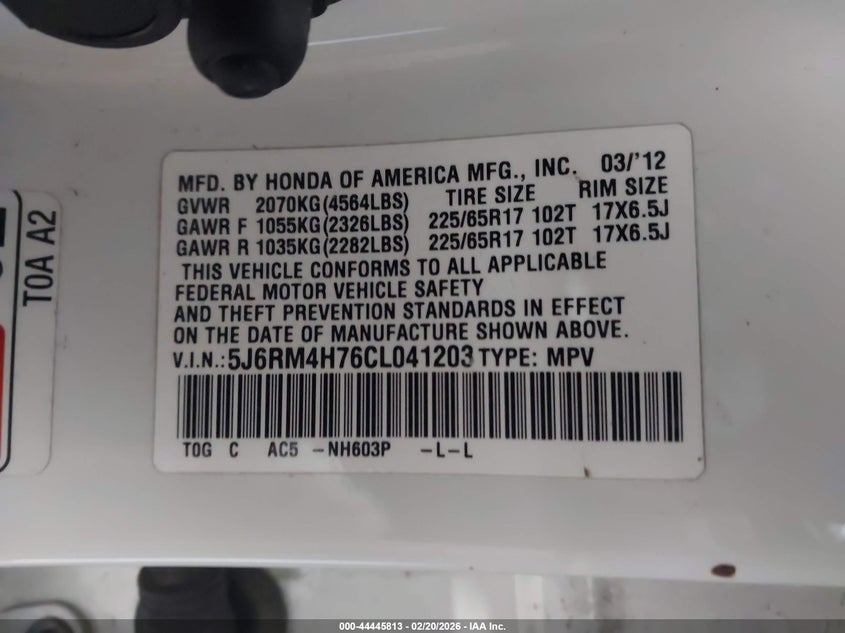 MFD. BY HONDA OF AMERICA MFG., INC. 03/'12
GVWR 2070KG(4564LBS) TIRE SIZE RIM SIZE
GAWR F 1055KG(2326LBS) 225/65R17 102T 17X6.5J
GAWR R 1035KG(2282LBS) 225/65R17 102T 17X6.5J
THIS VEHICLE CONFORMS TO ALL APPLICABLE
FEDERAL MOTOR VEHICLE SAFETY
AND THEFT PREVENTION STANDARDS IN EFFECT
ON THE DATE OF MANUFACTURE SHOWN ABOVE.
V.I.N.: 5J6RM4H76CL041203 TYPE: MPV
T0G C AC5 -NH603P -L-L
T0A A2
000-44445813 - 02/20/2026 - IAA Inc.